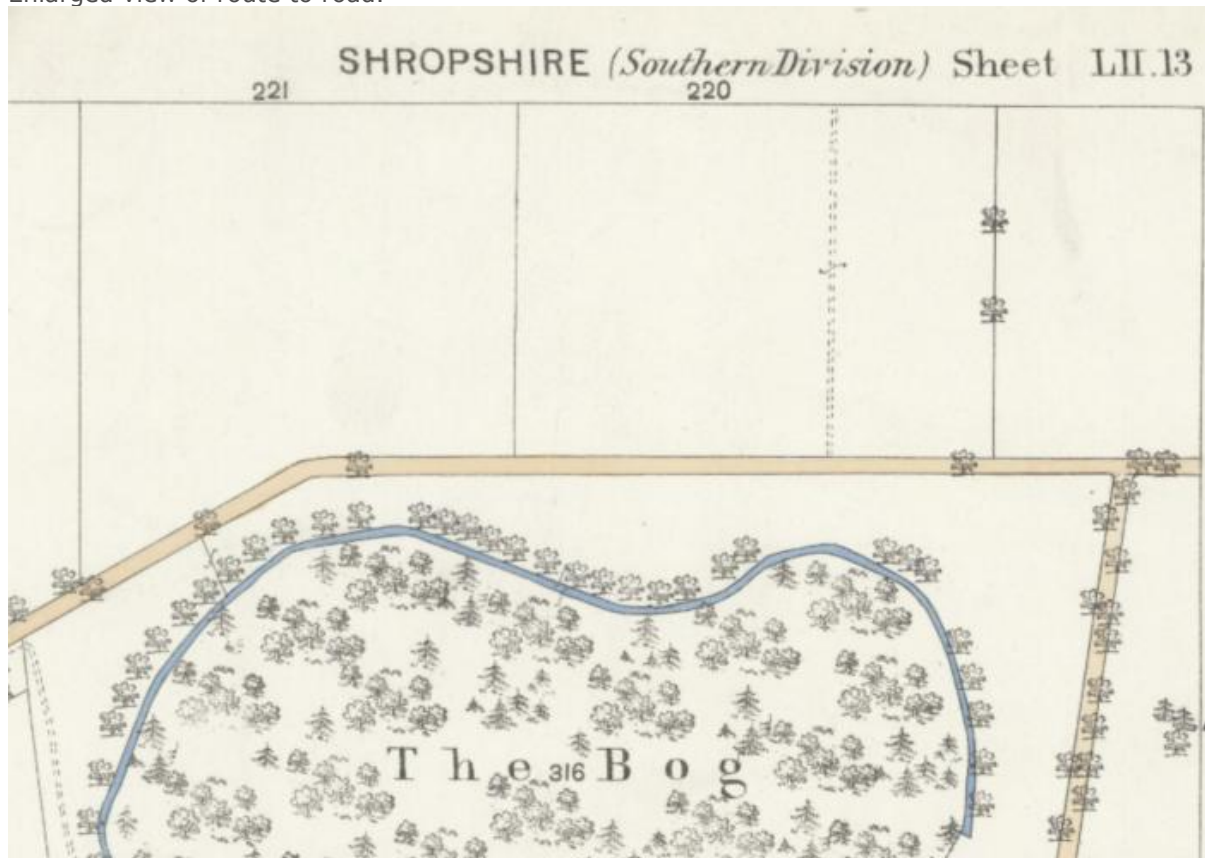 Enlarged view of route to road.
SHROPSHIRE (Southern Division) Sheet LII.13
221
220
The 316 Bog